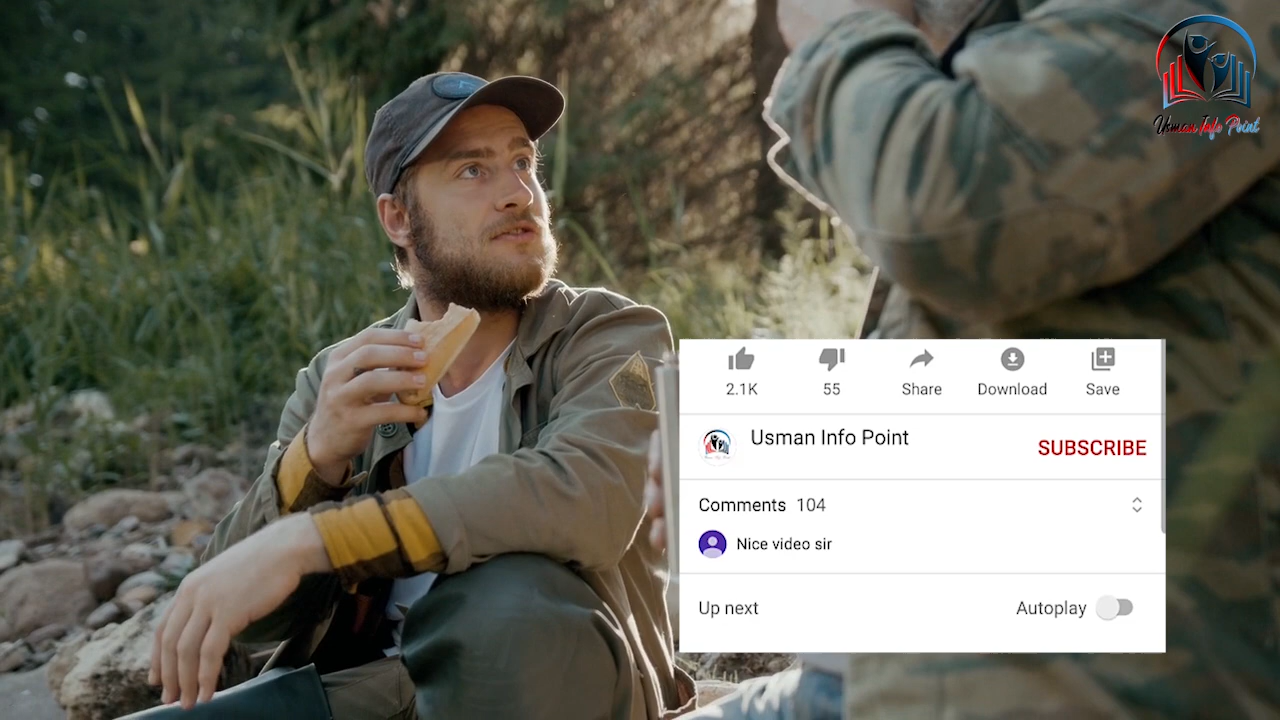 Usman Info Point
2.1K
55
Share
Download
Save
Usman Info Point
SUBSCRIBE
Comments 104
Nice video sir
Up next
Autoplay